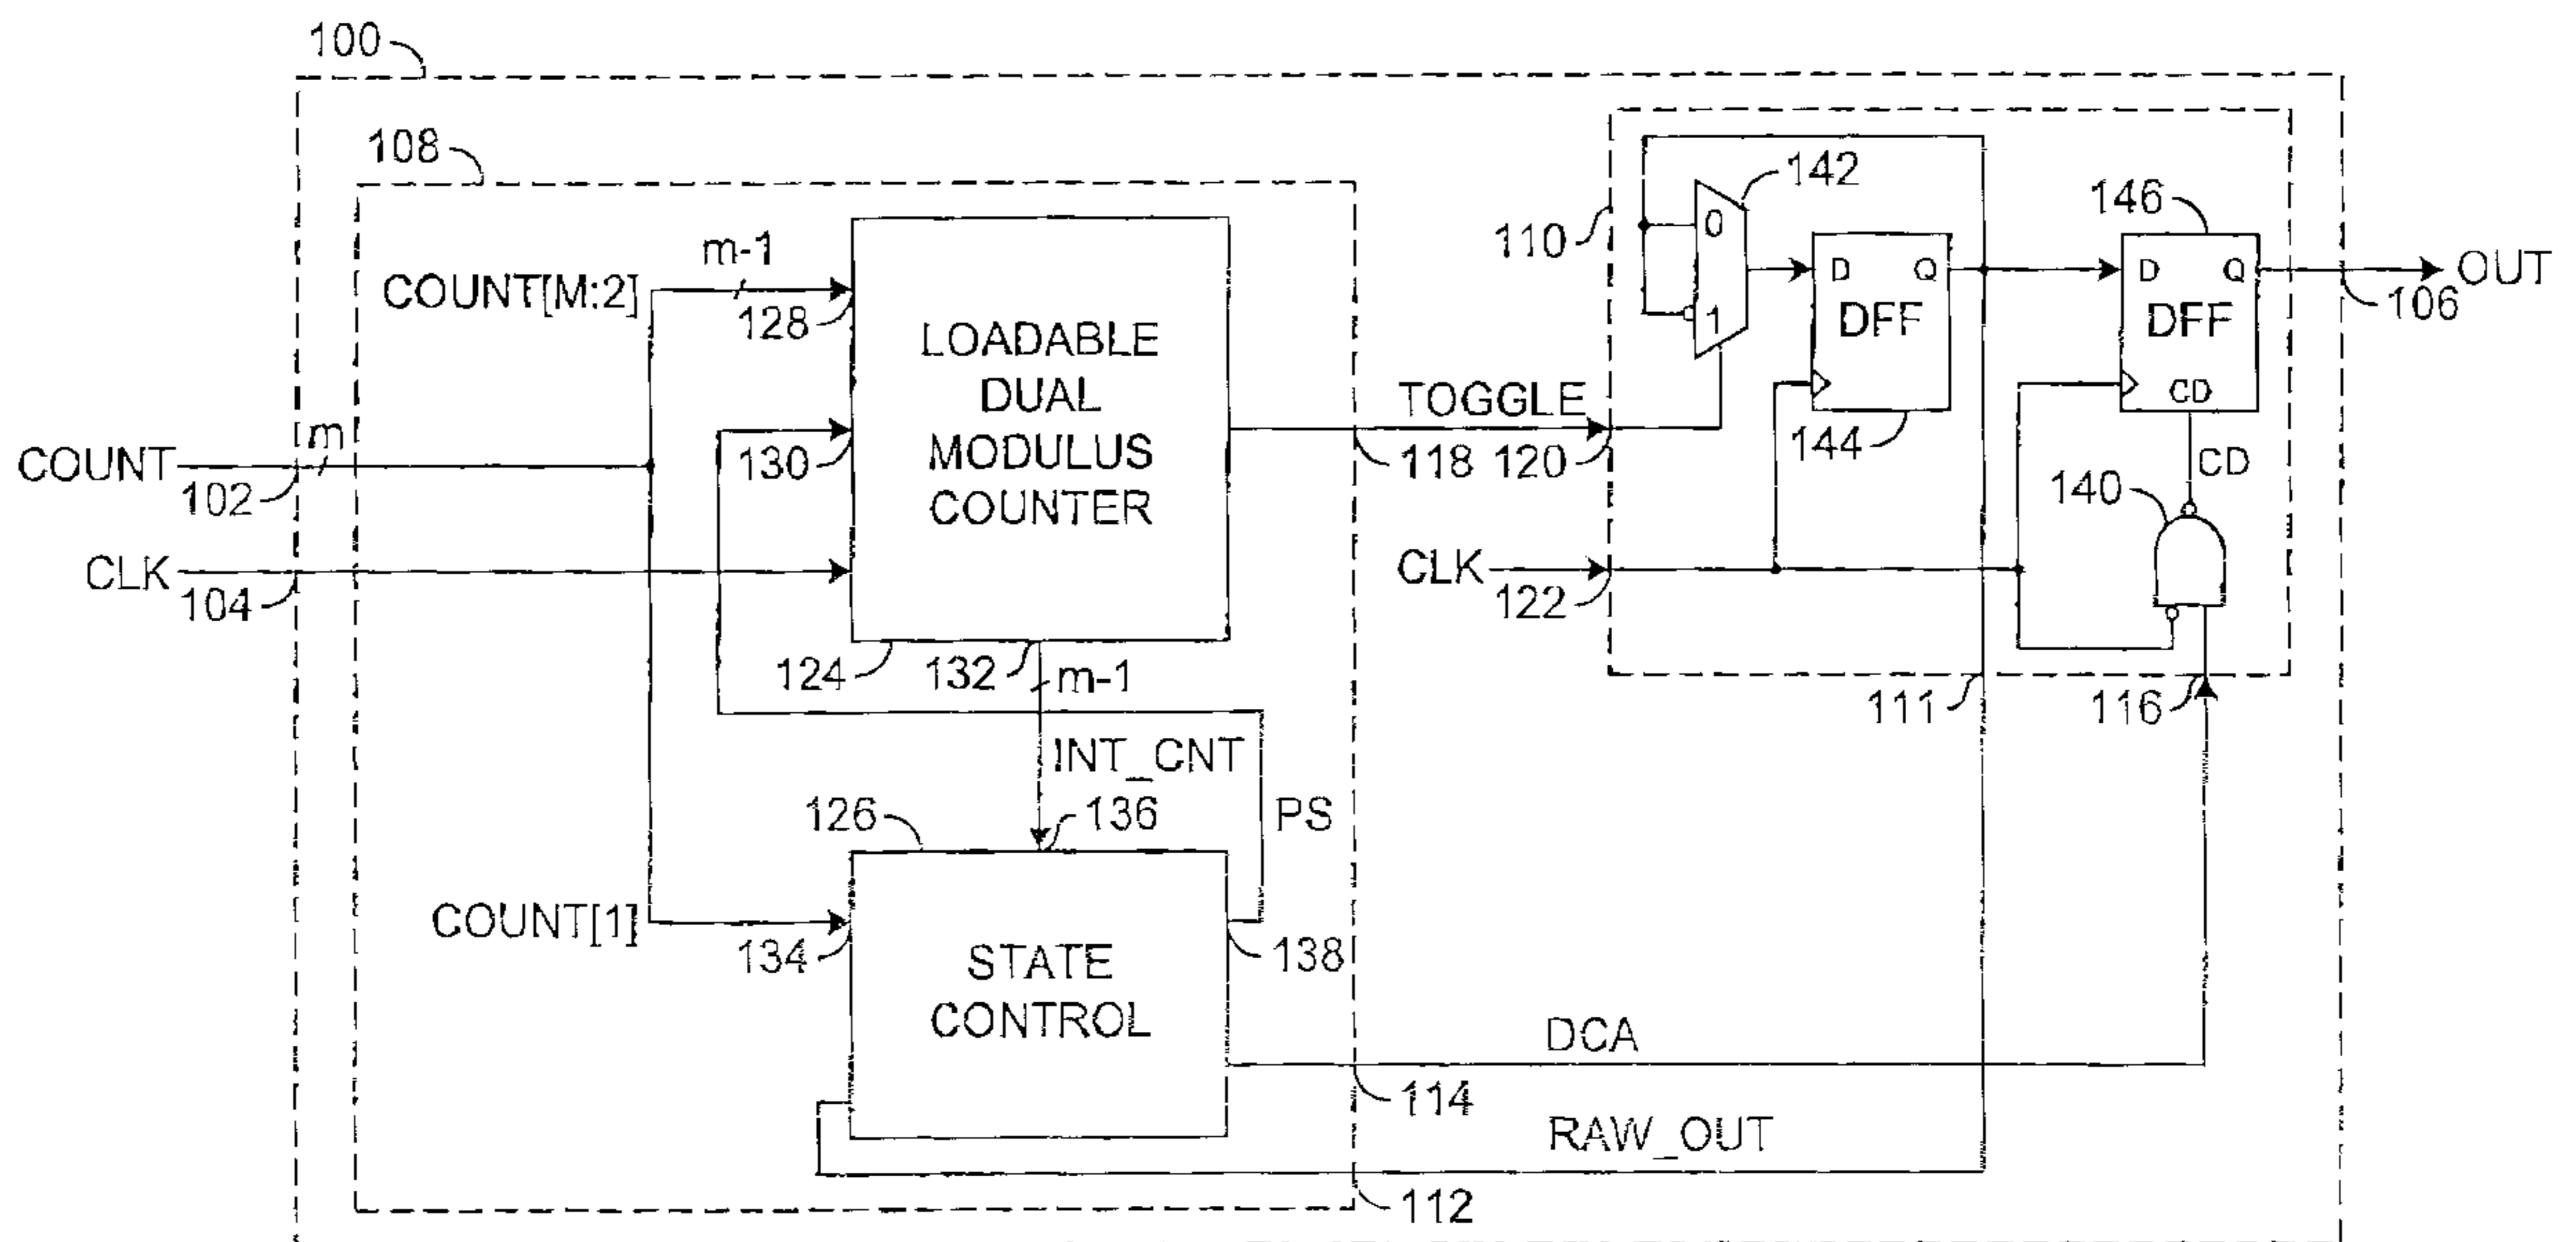 100
108
COUNT[M:2]
m-1
128
LOADABLE
DUAL
MODULUS
COUNTER
130
COUNT
102
m
CLK
104
124
132
m-1
INT_CNT
PS
126
136
COUNT[1]
134
STATE
CONTROL
138
TOGGLE
118
120
CLK
122
110
142
0
1
D
Q
DFF
144
146
D
Q
DFF
CD
OUT
106
CD
140
111
116
DCA
114
RAW_OUT
112